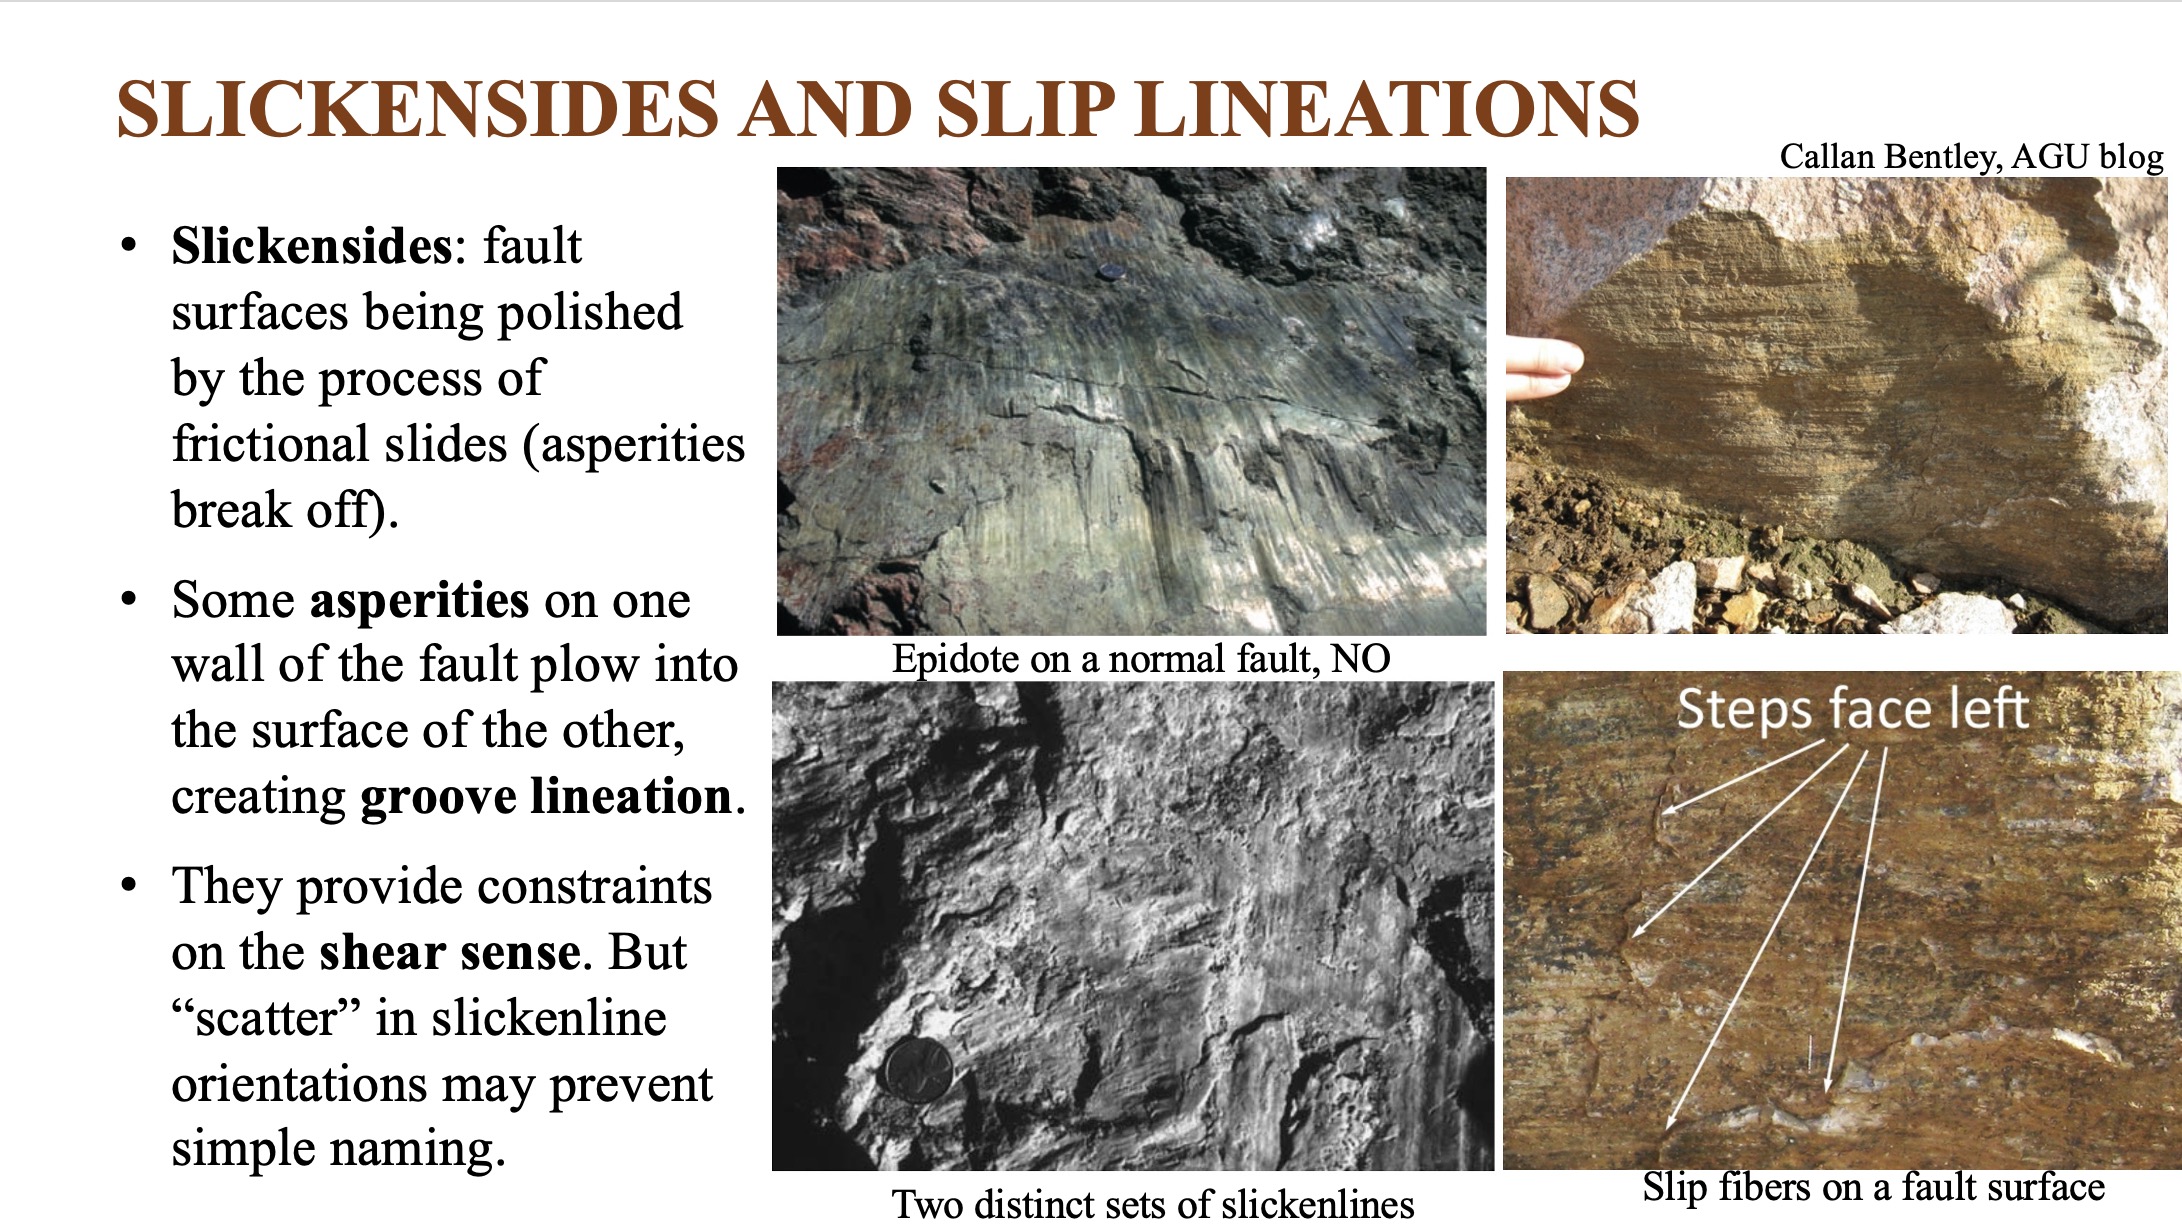 SLICKENSIDES AND SLIP LINEATIONS
Callan Bentley, AGU blog
• Slickensides: fault
surfaces being polished
by the process of
frictional slides (asperities
break off).
• Some asperities on one
wall of the fault plow into
the surface of the other,
creating groove lineation.
• They provide constraints
on the shear sense. But
“scatter” in slickenline
orientations may prevent
simple naming.
Epidote on a normal fault, NO
Steps face left
Two distinct sets of slickenlines
Slip fibers on a fault surface